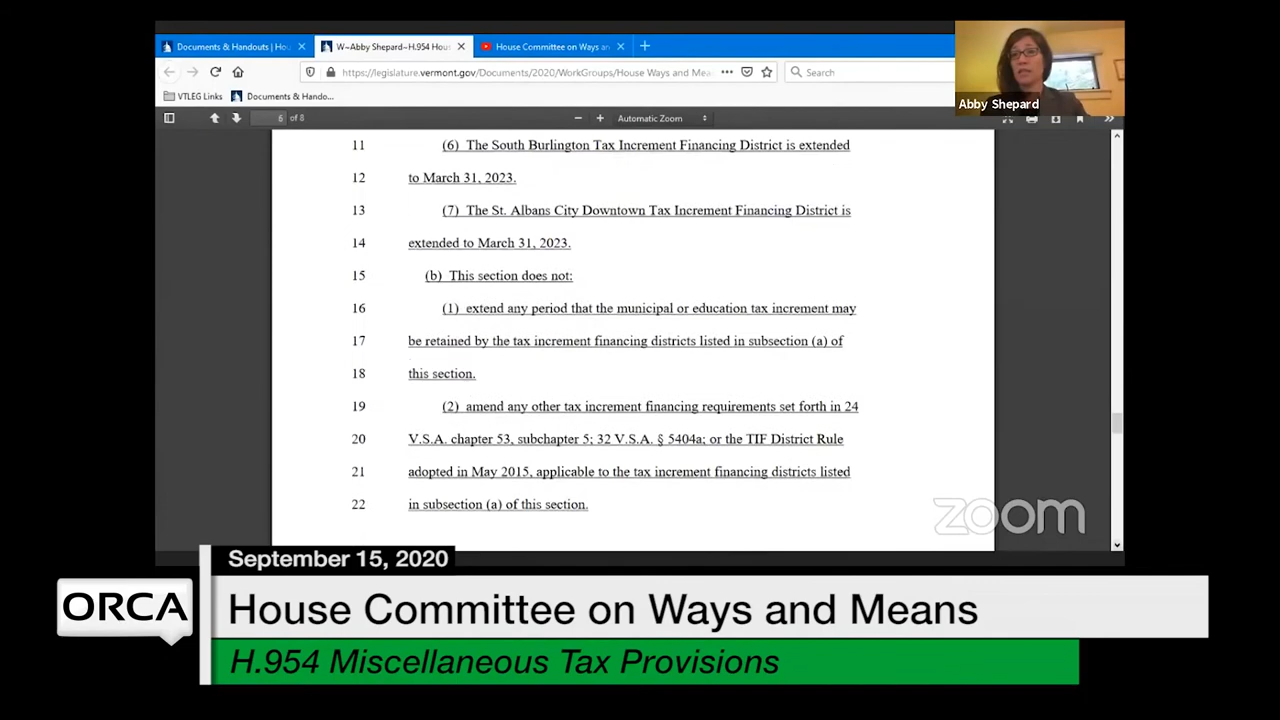 Documents & Handouts | Hou
W~Abby Shepard~H.954 Hous
House Committee on Ways and
https://legislature.vermont.gov/Documents/2020/WorkGroups/House Ways and Mea
Search
VTLEG Links
Documents & Hando...
Abby Shepard
6 of 8
Automatic Zoom
11 (6) The South Burlington Tax Increment Financing District is extended
12 to March 31, 2023.
13 (7) The St. Albans City Downtown Tax Increment Financing District is
14 extended to March 31, 2023.
15 (b) This section does not:
16 (1) extend any period that the municipal or education tax increment may
17 be retained by the tax increment financing districts listed in subsection (a) of
18 this section.
19 (2) amend any other tax increment financing requirements set forth in 24
20 V.S.A. chapter 53, subchapter 5; 32 V.S.A. § 5404a; or the TIF District Rule
21 adopted in May 2015, applicable to the tax increment financing districts listed
22 in subsection (a) of this section.
zoom
September 15, 2020
ORCA
House Committee on Ways and Means
H.954 Miscellaneous Tax Provisions